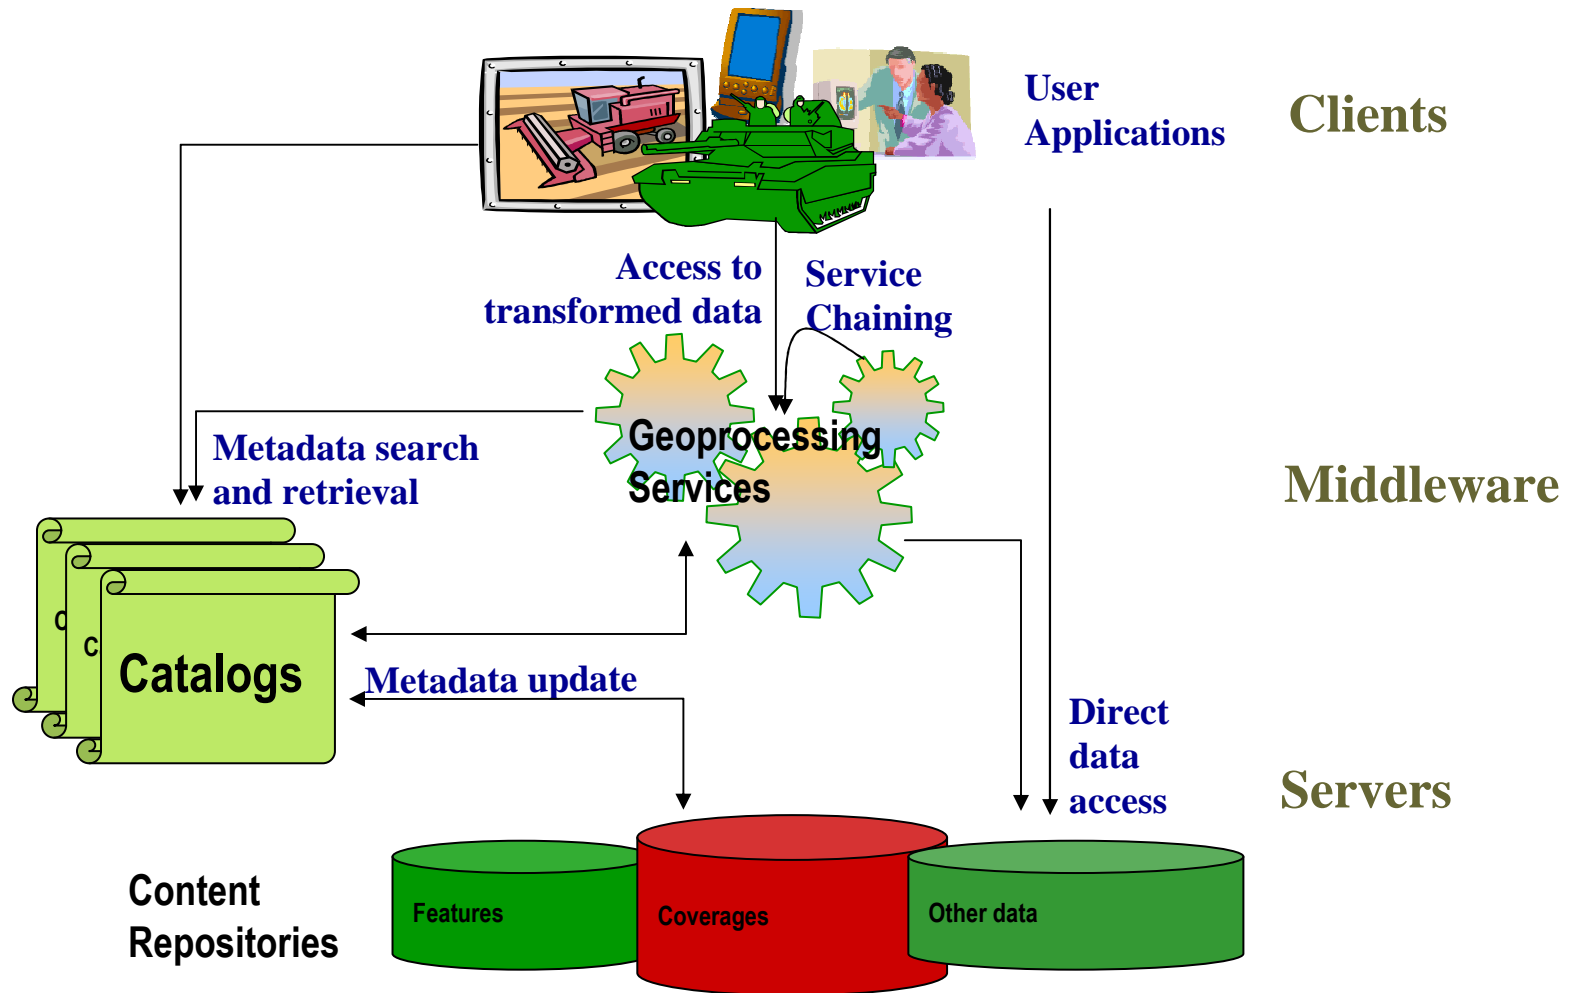 User
Applications
Clients
Access to
transformed data
Service
Chaining
Metadata search
and retrieval
Geoprocessing
Services
Middleware
C
C.
Catalogs
Metadata update
Direct
data
access
Servers
Content
Repositories
Features
Coverages
Other data